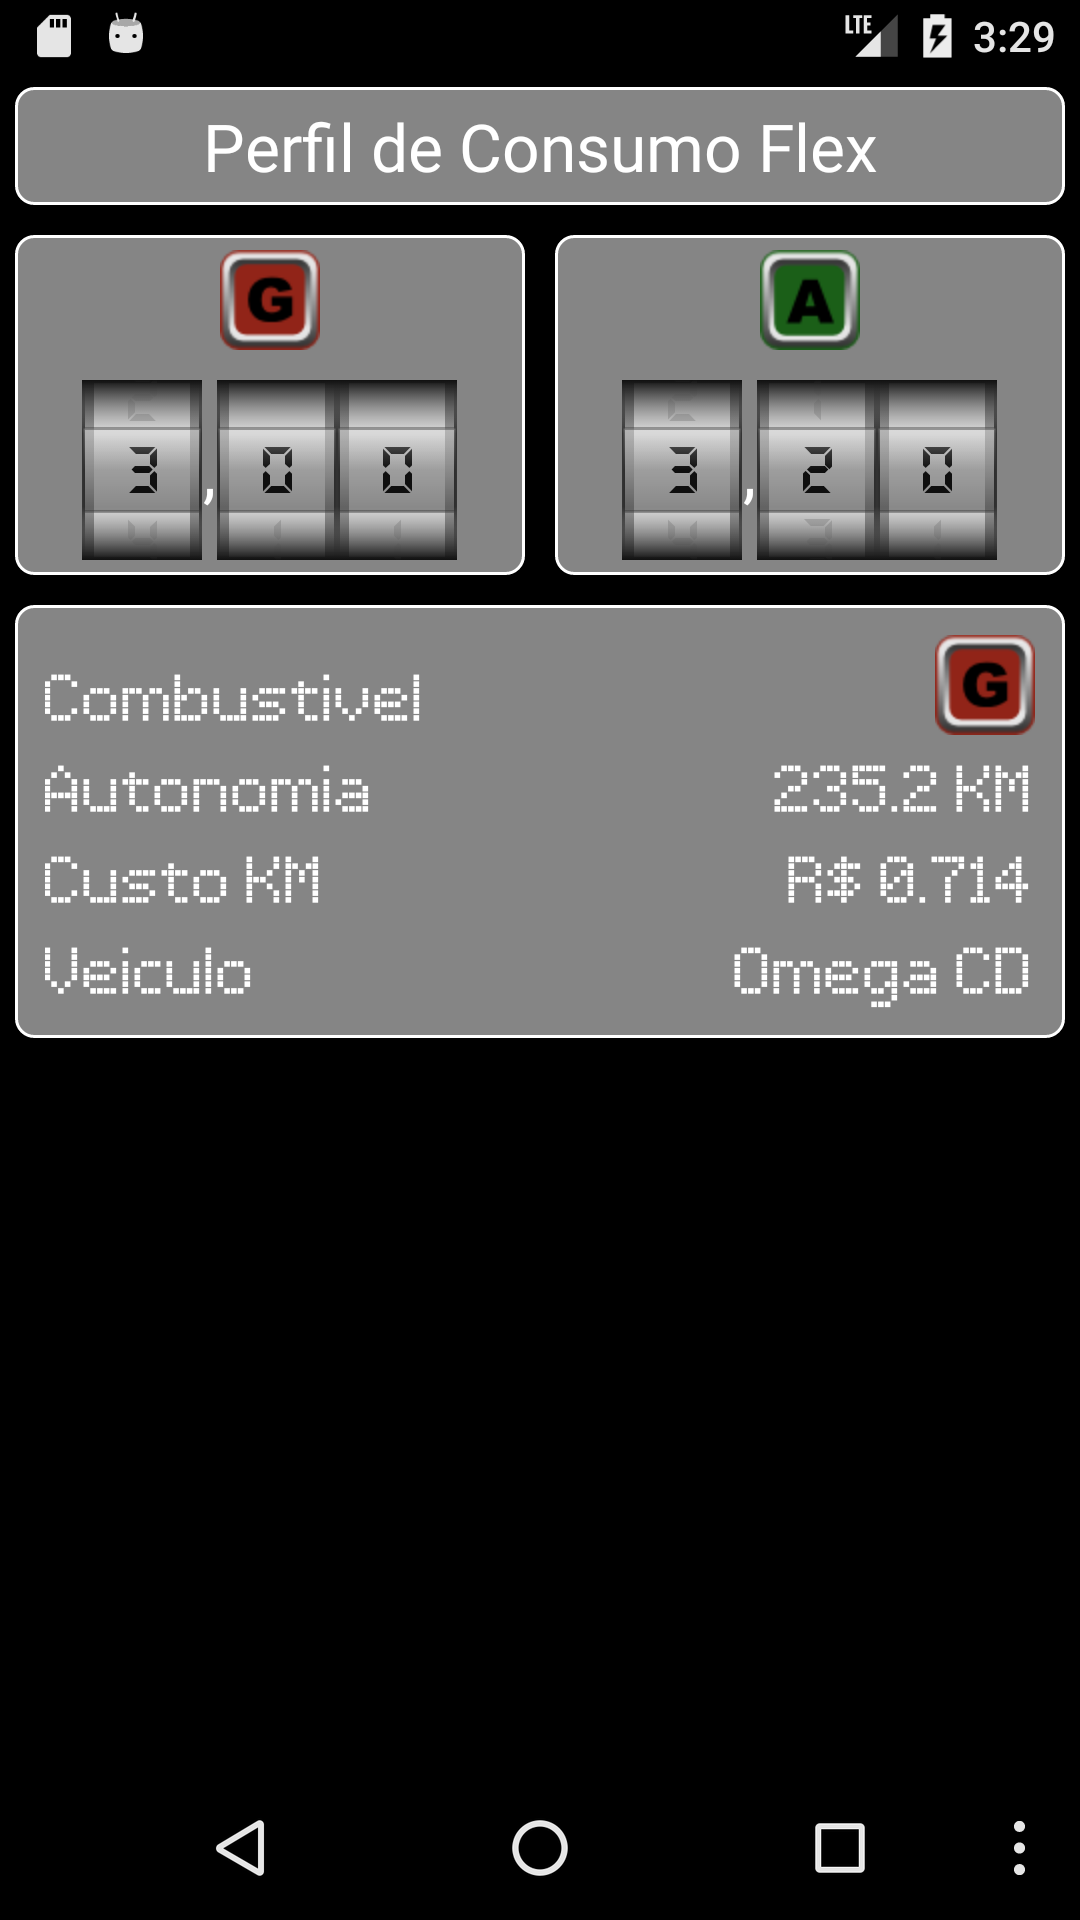 LTE 3:29
Perfil de Consumo Flex
G A
3,00 3,20
Combustivel G
Autonomia 235.2 KM
Custo KM R$ 0.714
Veiculo Omega CD